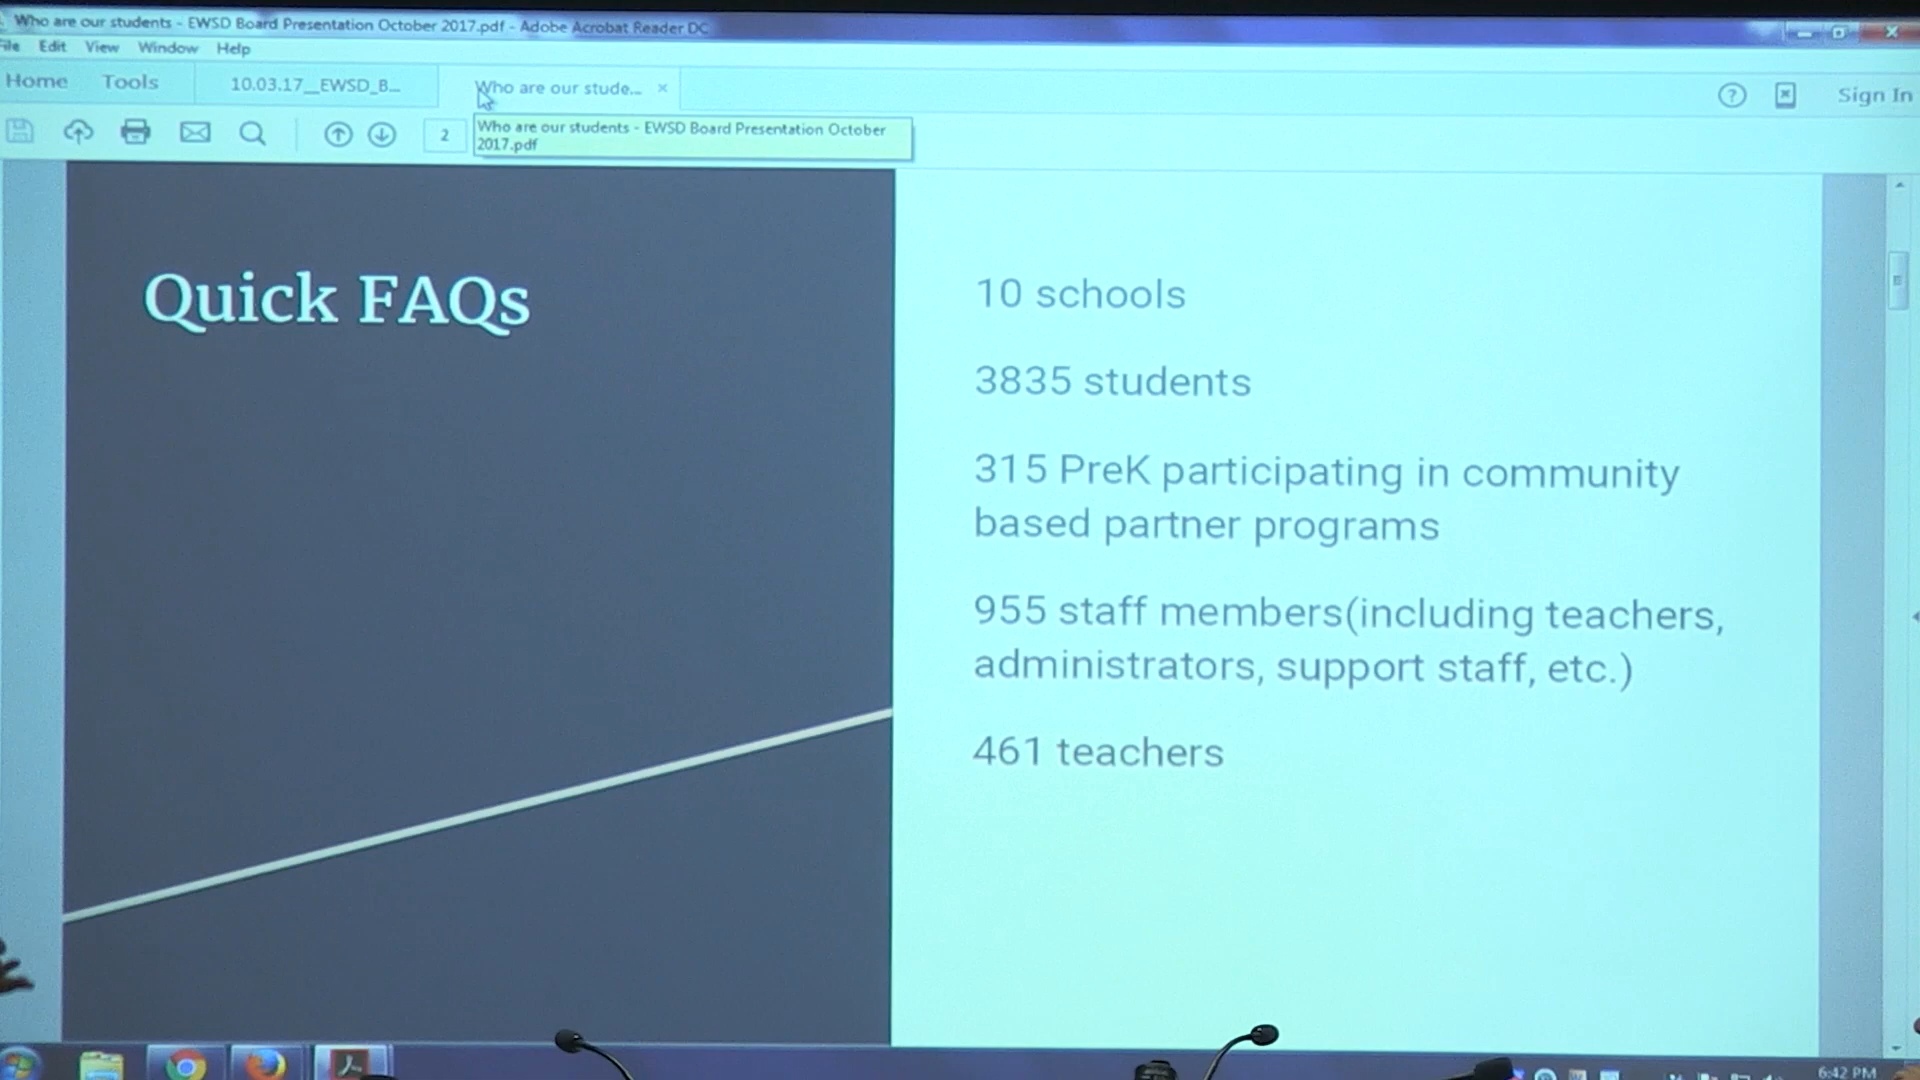 Who are our students - EWSD Board Presentation October 2017.pdf - Adobe Acrobat Reader DC
File Edit View Window Help
Home Tools 10.03.17__EWSD_B... Who are our stude... ×
? Sign In
2
Who are our students - EWSD Board Presentation October
2017.pdf
Quick FAQs
10 schools
3835 students
315 PreK participating in community
based partner programs
955 staff members(including teachers,
administrators, support staff, etc.)
461 teachers
6:42 PM